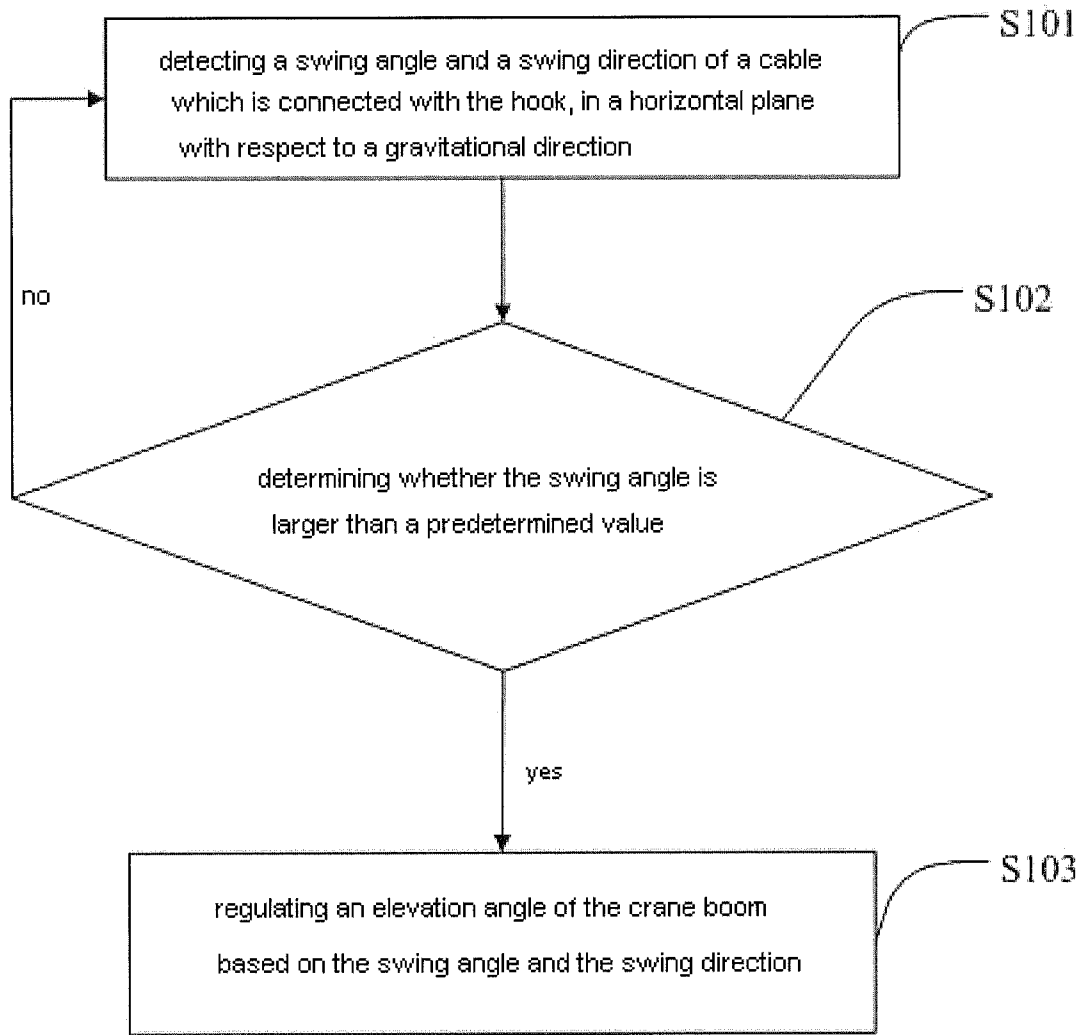 S101
detecting a swing angle and a swing direction of a cable
which is connected with the hook, in a horizontal plane
with respect to a gravitational direction
no
S102
determining whether the swing angle is
larger than a predetermined value
yes
S103
regulating an elevation angle of the crane boom
based on the swing angle and the swing direction